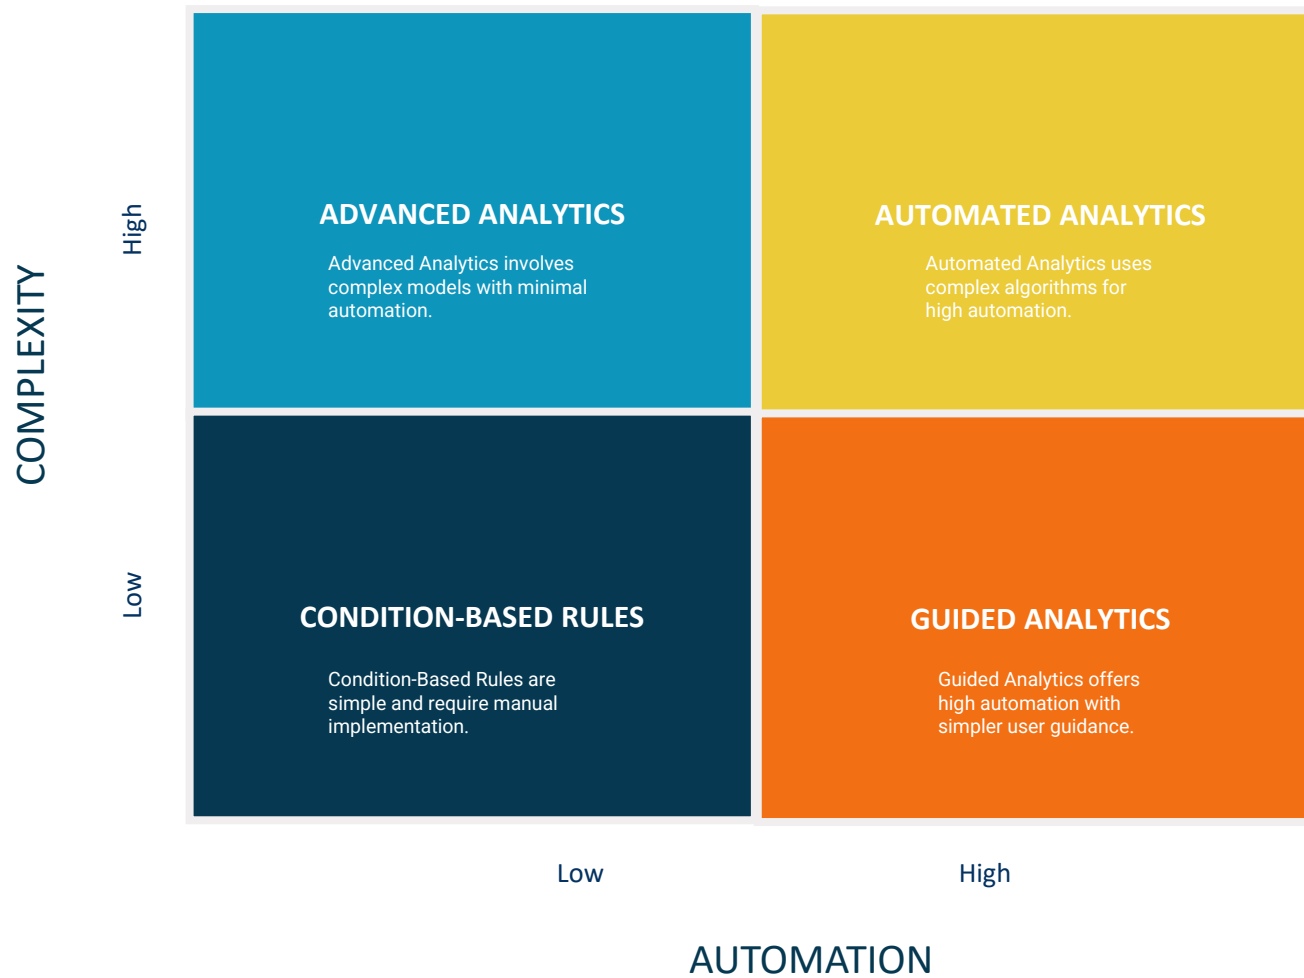 COMPLEXITY
High
Low
ADVANCED ANALYTICS
Advanced Analytics involves
complex models with minimal
automation.
AUTOMATED ANALYTICS
Automated Analytics uses
complex algorithms for
high automation.
CONDITION-BASED RULES
Condition-Based Rules are
simple and require manual
implementation.
GUIDED ANALYTICS
Guided Analytics offers
high automation with
simpler user guidance.
Low
High
AUTOMATION